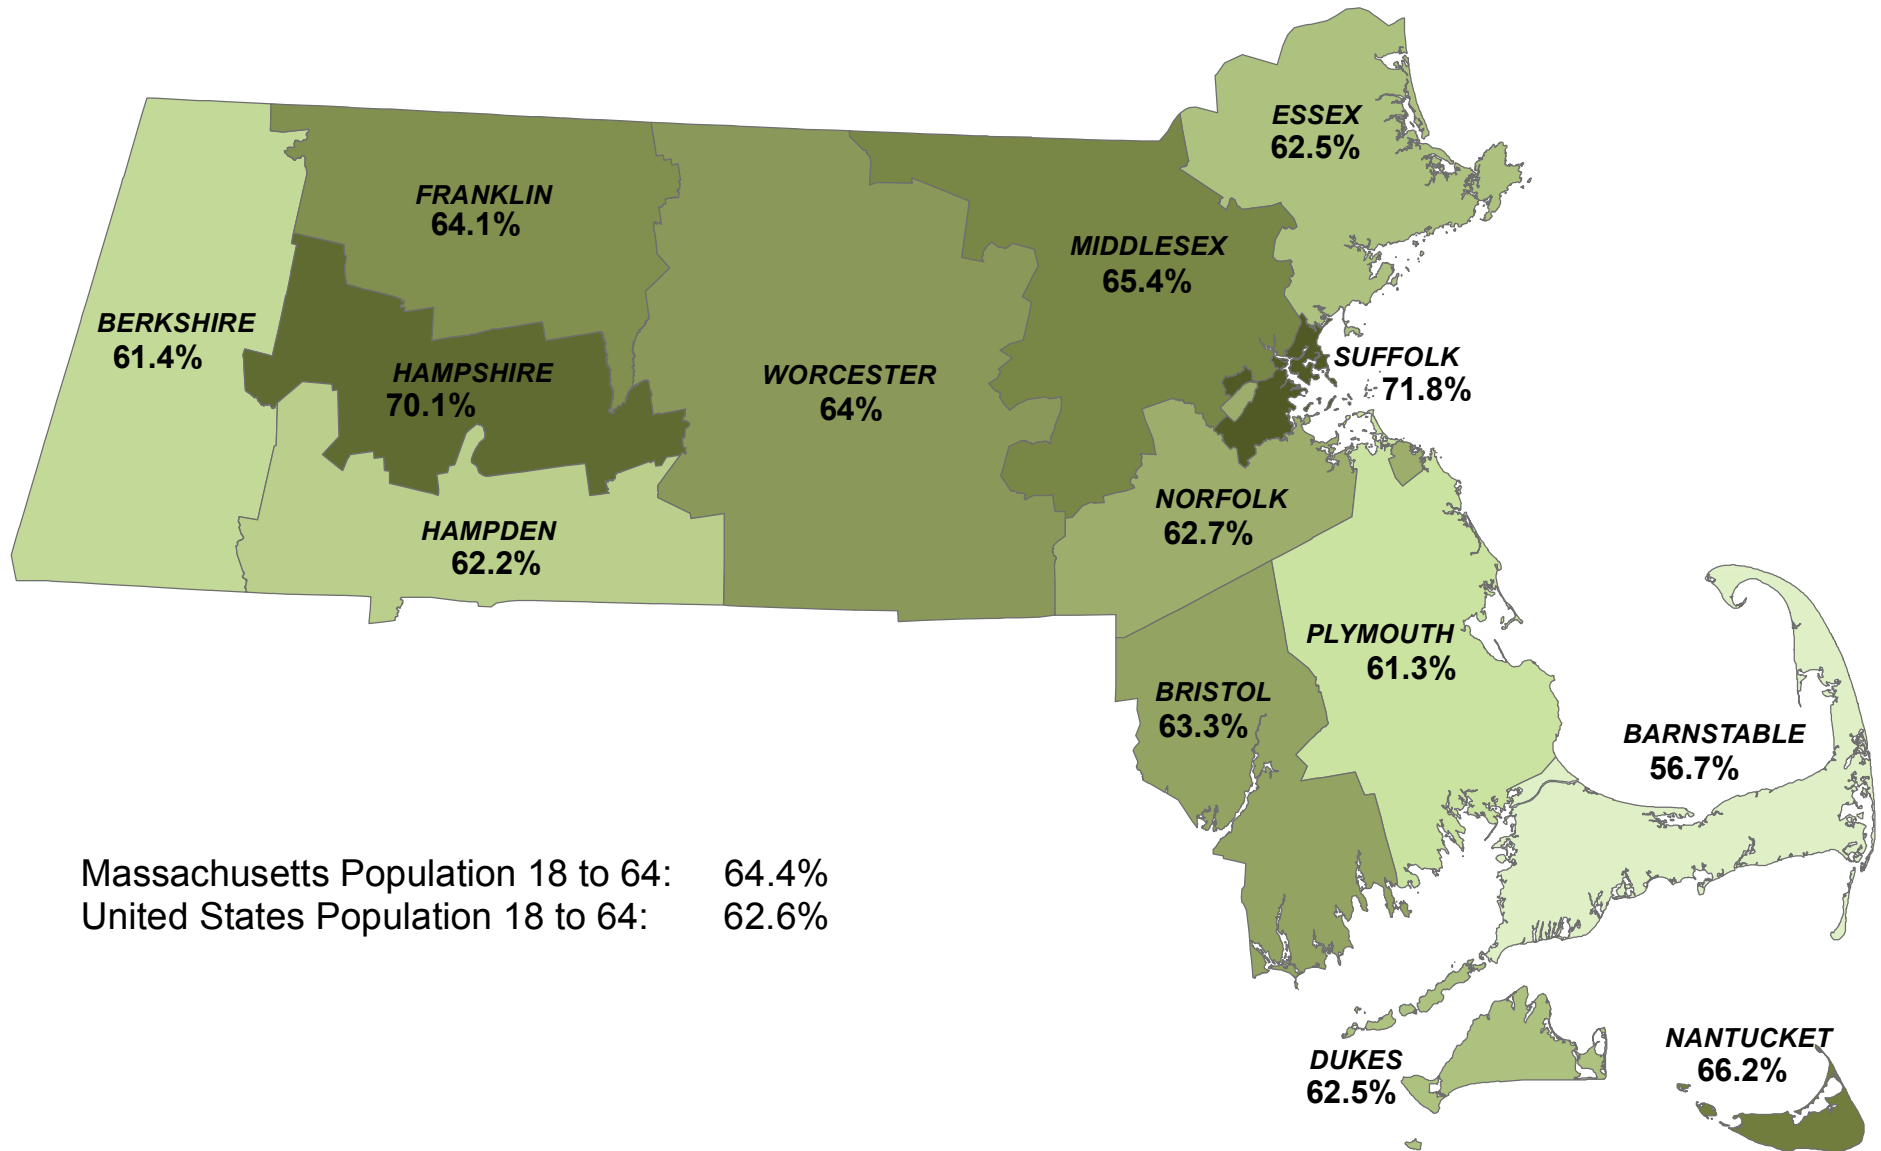 ESSEX
62.5%
FRANKLIN
64.1%
MIDDLESEX
65.4%
BERKSHIRE
61.4%
HAMPSHIRE
70.1%
WORCESTER
64%
SUFFOLK
71.8%
HAMPDEN
62.2%
NORFOLK
62.7%
PLYMOUTH
61.3%
BRISTOL
63.3%
BARNSTABLE
56.7%
Massachusetts Population 18 to 64: 64.4%
United States Population 18 to 64: 62.6%
DUKES
62.5%
NANTUCKET
66.2%